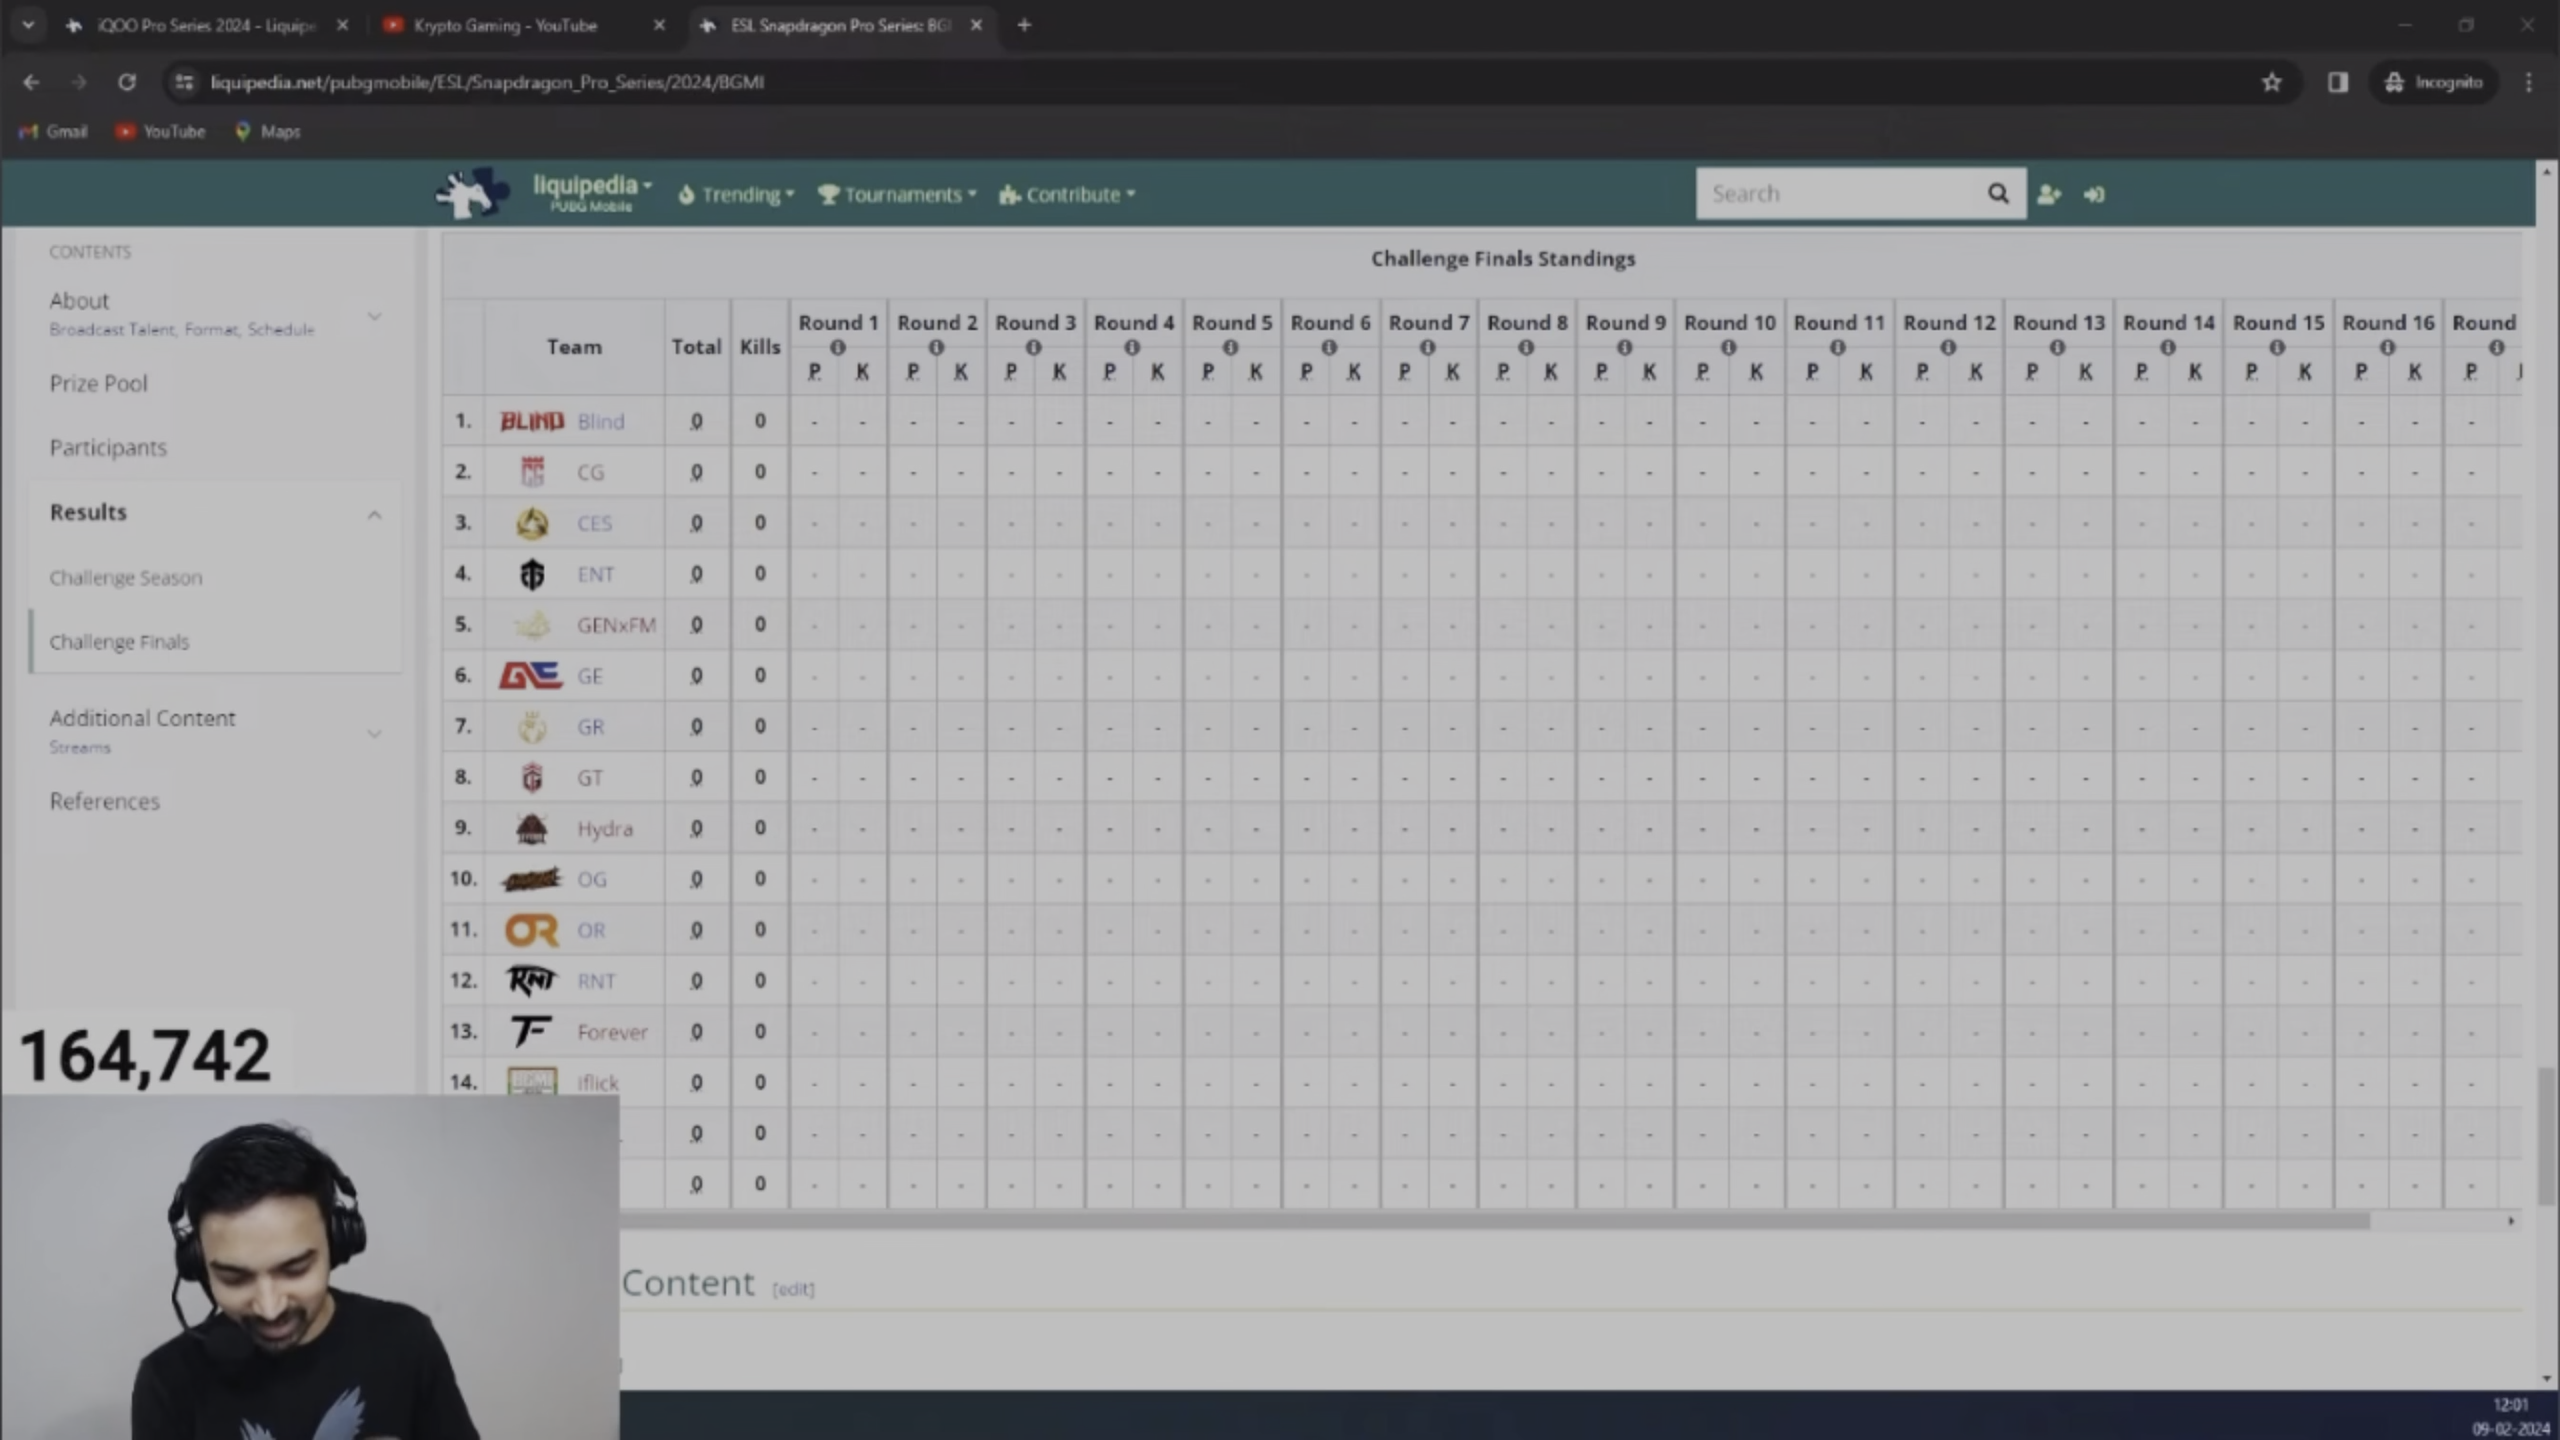 iQOO Pro Series 2024 - Liquipe
Krypto Gaming - YouTube
ESL Snapdragon Pro Series: BG
liquipedia.net/pubgmobile/ESL/Snapdragon_Pro_Series/2024/BGMI
Incognito
Gmail
YouTube
Maps
liquipedia
PUBG Mobile
Trending
Tournaments
Contribute
Search
CONTENTS
About
Broadcast Talent, Format, Schedule
Prize Pool
Participants
Results
Challenge Season
Challenge Finals
Additional Content
Streams
References
164,742
Challenge Finals Standings
Team Total Kills Round 1 Round 2 Round 3 Round 4 Round 5 Round 6 Round 7 Round 8 Round 9 Round 10 Round 11 Round 12 Round 13 Round 14 Round 15 Round 16 Round
P K P K P K P K P K P K P K P K P K P K P K P K P K P K P K P K P
1. BLIND Blind 0 0 - - - - - - - - - - - - - - - - - - - - - - - - - - - - - - - - -
2. CG CG 0 0 - - - - - - - - - - - - - - - - - - - - - - - - - - - - - - - - -
3. CES 0 0 - - - - - - - - - - - - - - - - - - - - - - - - - - - - - - - - -
4. ENT 0 0 - - - - - - - - - - - - - - - - - - - - - - - - - - - - - - - - -
5. GENxFM 0 0 - - - - - - - - - - - - - - - - - - - - - - - - - - - - - - - - -
6. GE GE 0 0 - - - - - - - - - - - - - - - - - - - - - - - - - - - - - - - - -
7. GR 0 0 - - - - - - - - - - - - - - - - - - - - - - - - - - - - - - - - -
8. GT 0 0 - - - - - - - - - - - - - - - - - - - - - - - - - - - - - - - - -
9. Hydra 0 0 - - - - - - - - - - - - - - - - - - - - - - - - - - - - - - - - -
10. OG 0 0 - - - - - - - - - - - - - - - - - - - - - - - - - - - - - - - - -
11. OR OR 0 0 - - - - - - - - - - - - - - - - - - - - - - - - - - - - - - - - -
12. RNT RNT 0 0 - - - - - - - - - - - - - - - - - - - - - - - - - - - - - - - - -
13. TF Forever 0 0 - - - - - - - - - - - - - - - - - - - - - - - - - - - - - - - - -
14. iflick 0 0 - - - - - - - - - - - - - - - - - - - - - - - - - - - - - - - - -
0 0 - - - - - - - - - - - - - - - - - - - - - - - - - - - - - - - - -
0 0 - - - - - - - - - - - - - - - - - - - - - - - - - - - - - - - - -
Content [edit]
12:01
09-02-2024